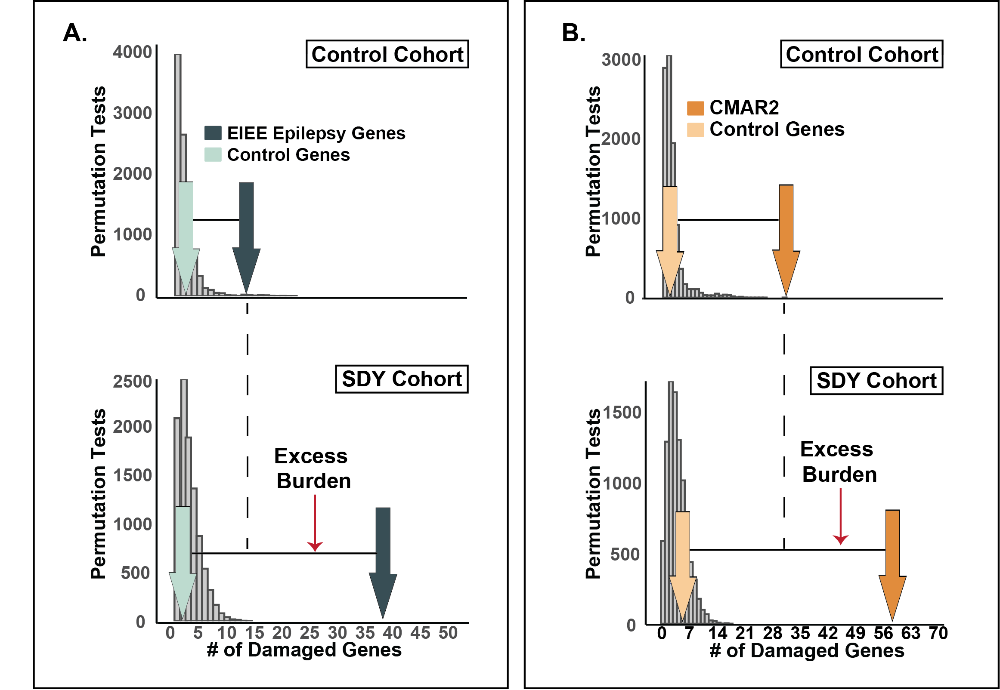 A.
Control Cohort
4000
3000
2000
1000
0
Permutation Tests
EIEE Epilepsy Genes
Control Genes
SDY Cohort
2500
2000
1500
1000
500
0
Permutation Tests
Excess
Burden
0 5 10 15 20 25 30 35 40 45 50
# of Damaged Genes
B.
Control Cohort
3000
2000
1000
0
Permutation Tests
CMAR2
Control Genes
SDY Cohort
1500
1000
500
0
Permutation Tests
Excess
Burden
0 7 14 21 28 35 42 49 56 63 70
# of Damaged Genes